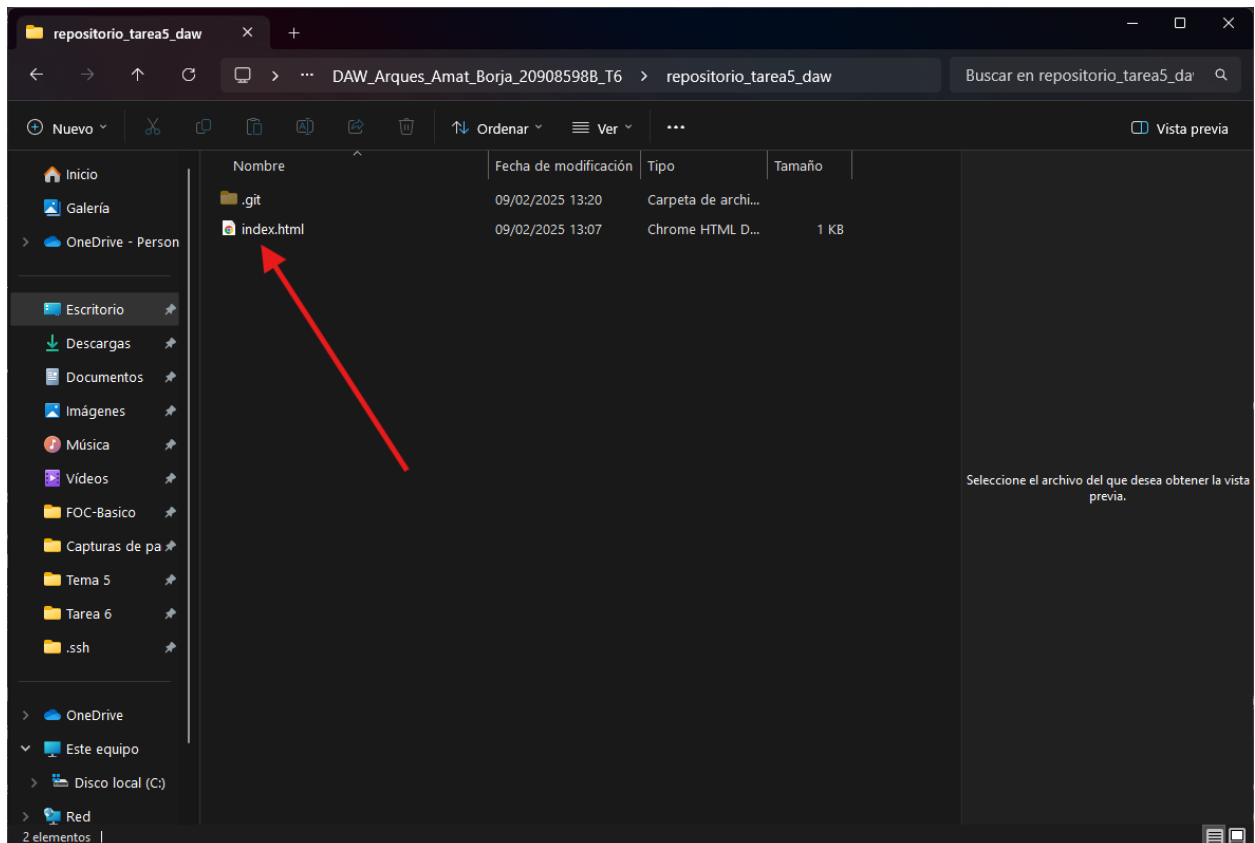 repositorio_tarea5_daw
DAW_Arques_Amat_Borja_20908598B_T6 > repositorio_tarea5_daw
Buscar en repositorio_tarea5_da
Nuevo
Ordenar
Ver
Vista previa
Nombre
Fecha de modificación
Tipo
Tamaño
.git
09/02/2025 13:20
Carpeta de archi...
index.html
09/02/2025 13:07
Chrome HTML D...
1 KB
Inicio
Galería
OneDrive - Person
Escritorio
Descargas
Documentos
Imágenes
Música
Vídeos
FOC-Basico
Capturas de pa
Tema 5
Tarea 6
.ssh
OneDrive
Este equipo
Disco local (C:)
Red
Seleccione el archivo del que desea obtener la vista
previa.
2 elementos